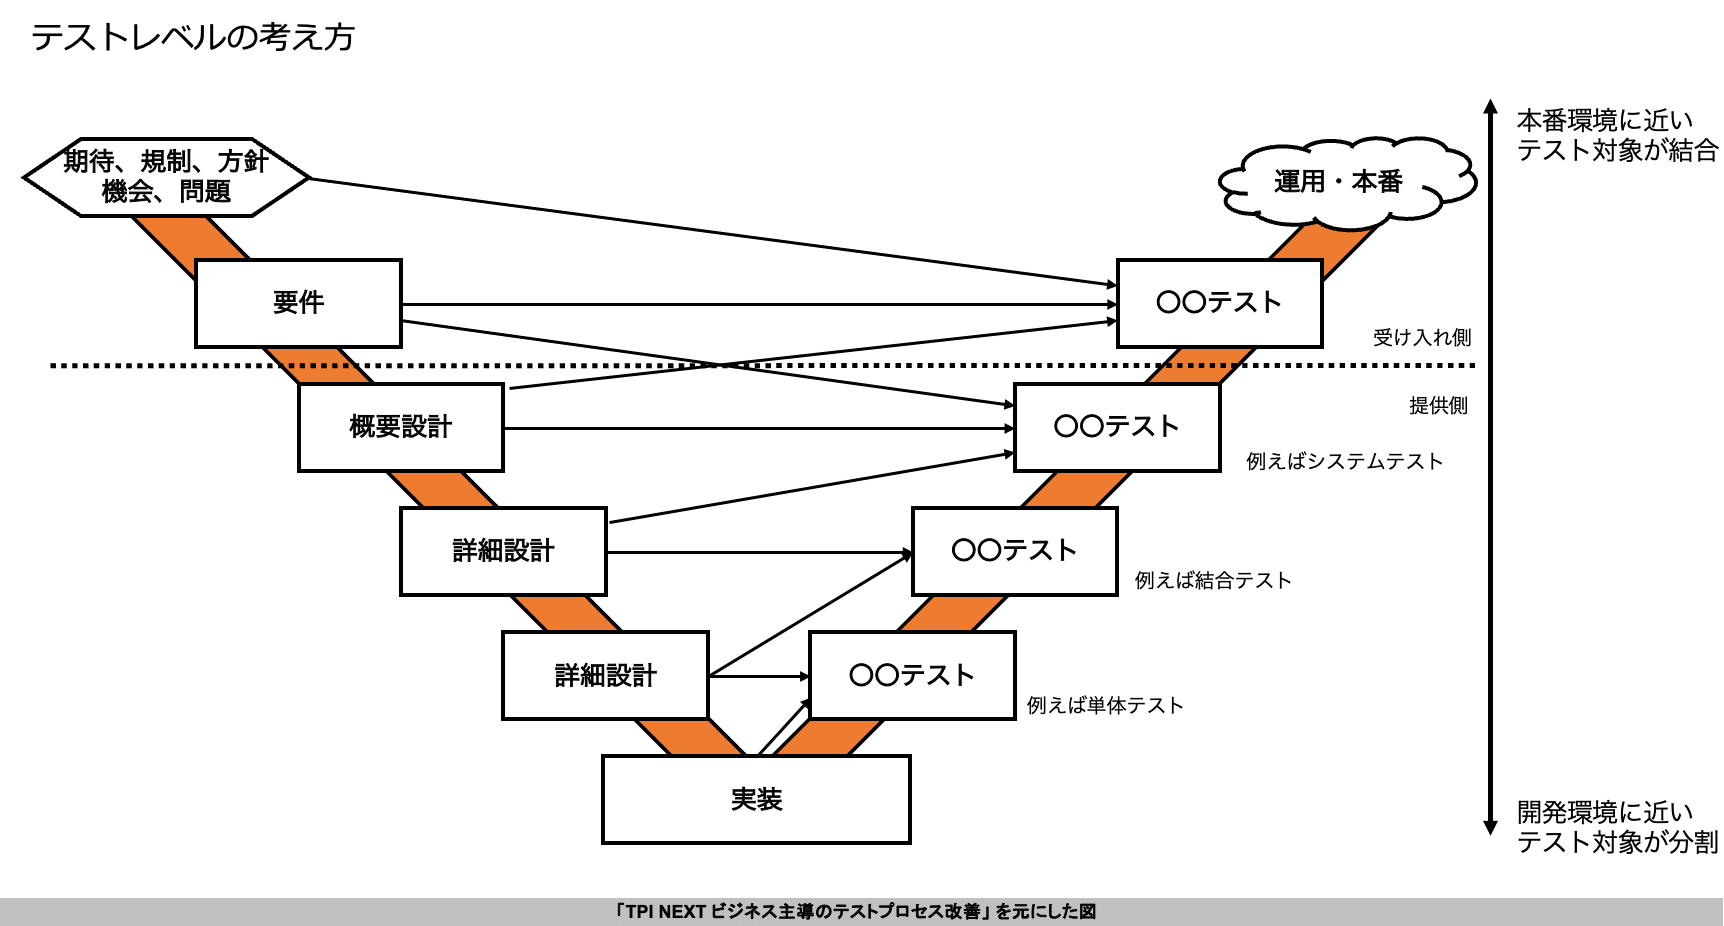 テストレベルの考え方
本番環境に近い
テスト対象が結合
期待、規制、方針
機会、問題
運用・本番
要件
〇〇テスト
受け入れ側
提供側
概要設計
〇〇テスト
例えばシステムテスト
詳細設計
〇〇テスト
例えば結合テスト
詳細設計
〇〇テスト
例えば単体テスト
実装
開発環境に近い
テスト対象が分割
「TPI NEXT ビジネス主導のテストプロセス改善」を元にした図